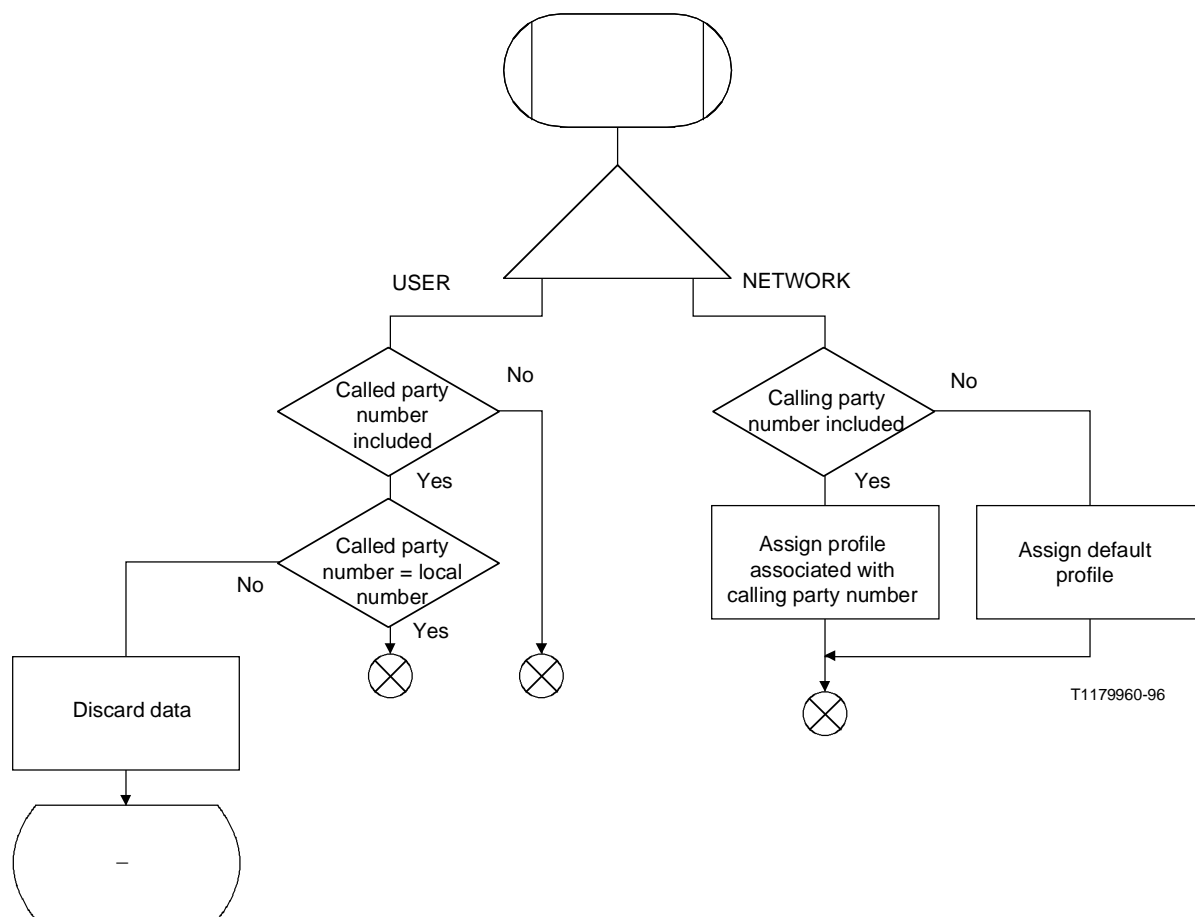 USER
NETWORK
Called party
number
included
No
Yes
Calling party
number included
No
Yes
Called party
number = local
number
No
Yes
Assign profile
associated with
calling party number
Assign default
profile
Discard data
T1179960-96
–